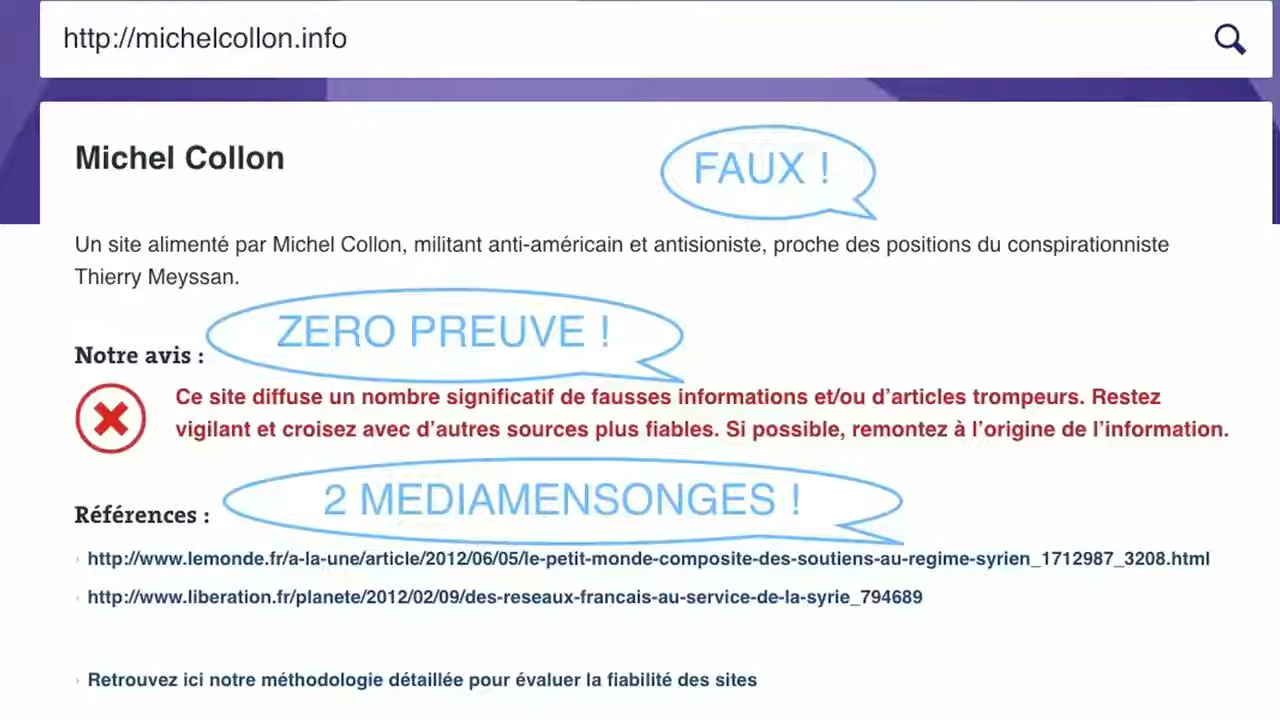 http://michelcollon.info
Michel Collon
FAUX !
Un site alimenté par Michel Collon, militant anti-américain et antisioniste, proche des positions du conspirationniste
Thierry Meyssan.
ZERO PREUVE !
Notre avis :
Ce site diffuse un nombre significatif de fausses informations et/ou d’articles trompeurs. Restez
vigilant et croisez avec d’autres sources plus fiables. Si possible, remontez à l’origine de l’information.
2 MEDIAMENSONGES !
Références :
http://www.lemonde.fr/a-la-une/article/2012/06/05/le-petit-monde-composite-des-soutiens-au-regime-syrien_1712987_3208.html
http://www.liberation.fr/planete/2012/02/09/des-reseaux-francais-au-service-de-la-syrie_794689
Retrouvez ici notre méthodologie détaillée pour évaluer la fiabilité des sites